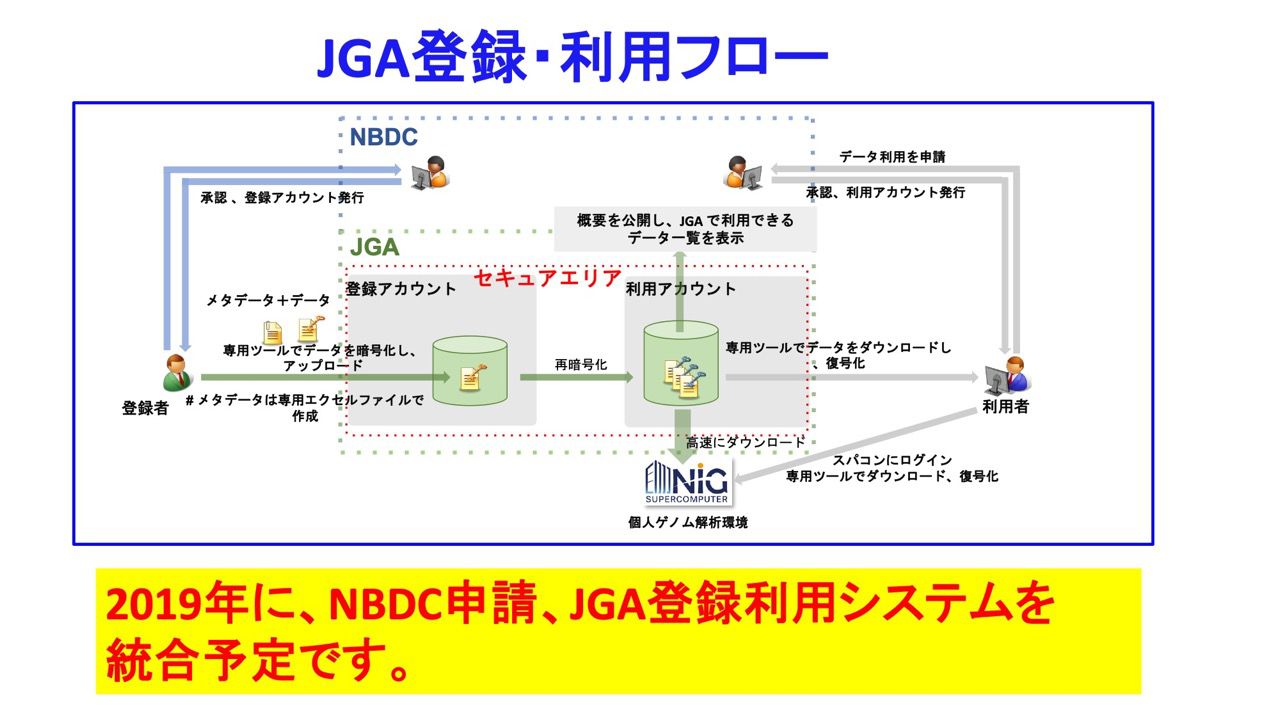 JGA登録・利用フロー
NBDC
データ利用を申請
承認、登録アカウント発行
承認、利用アカウント発行
概要を公開し、JGA で利用できる
データ一覧を表示
JGA
セキュアエリア
登録アカウント
利用アカウント
メタデータ＋データ
専用ツールでデータを暗号化し、
アップロード
再暗号化
専用ツールでデータをダウンロードし
、復号化
登録者
# メタデータは専用エクセルファイルで
作成
利用者
高速にダウンロード
スパコンにログイン
専用ツールでダウンロード、復号化
NIG
SUPERCOMPUTER
個人ゲノム解析環境
2019年に、NBDC申請、JGA登録利用システムを
統合予定です。